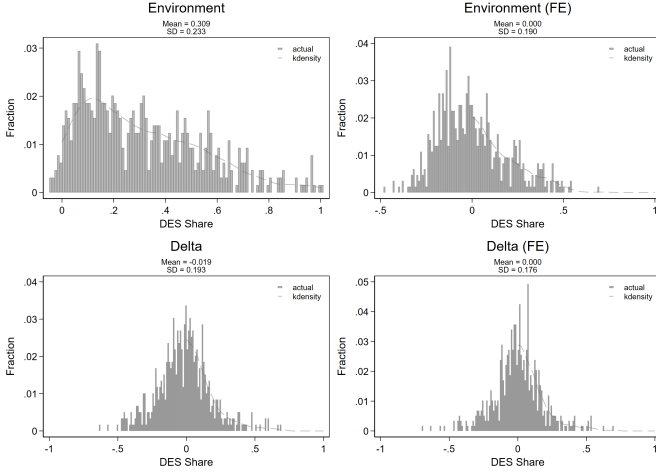 Environment
Mean = 0.309
SD = 0.233
.03
.02
.01
0
Fraction
actual
kdensity
0 .2 .4 .6 .8 1
DES Share
Environment (FE)
Mean = 0.000
SD = 0.190
.04
.03
.02
.01
0
Fraction
actual
kdensity
-.5 0 .5 1
DES Share
Delta
Mean = -0.019
SD = 0.193
.04
.03
.02
.01
0
Fraction
actual
kdensity
-1 -.5 0 .5 1
DES Share
Delta (FE)
Mean = 0.000
SD = 0.176
.05
.04
.03
.02
.01
0
Fraction
actual
kdensity
-1 -.5 0 .5 1
DES Share